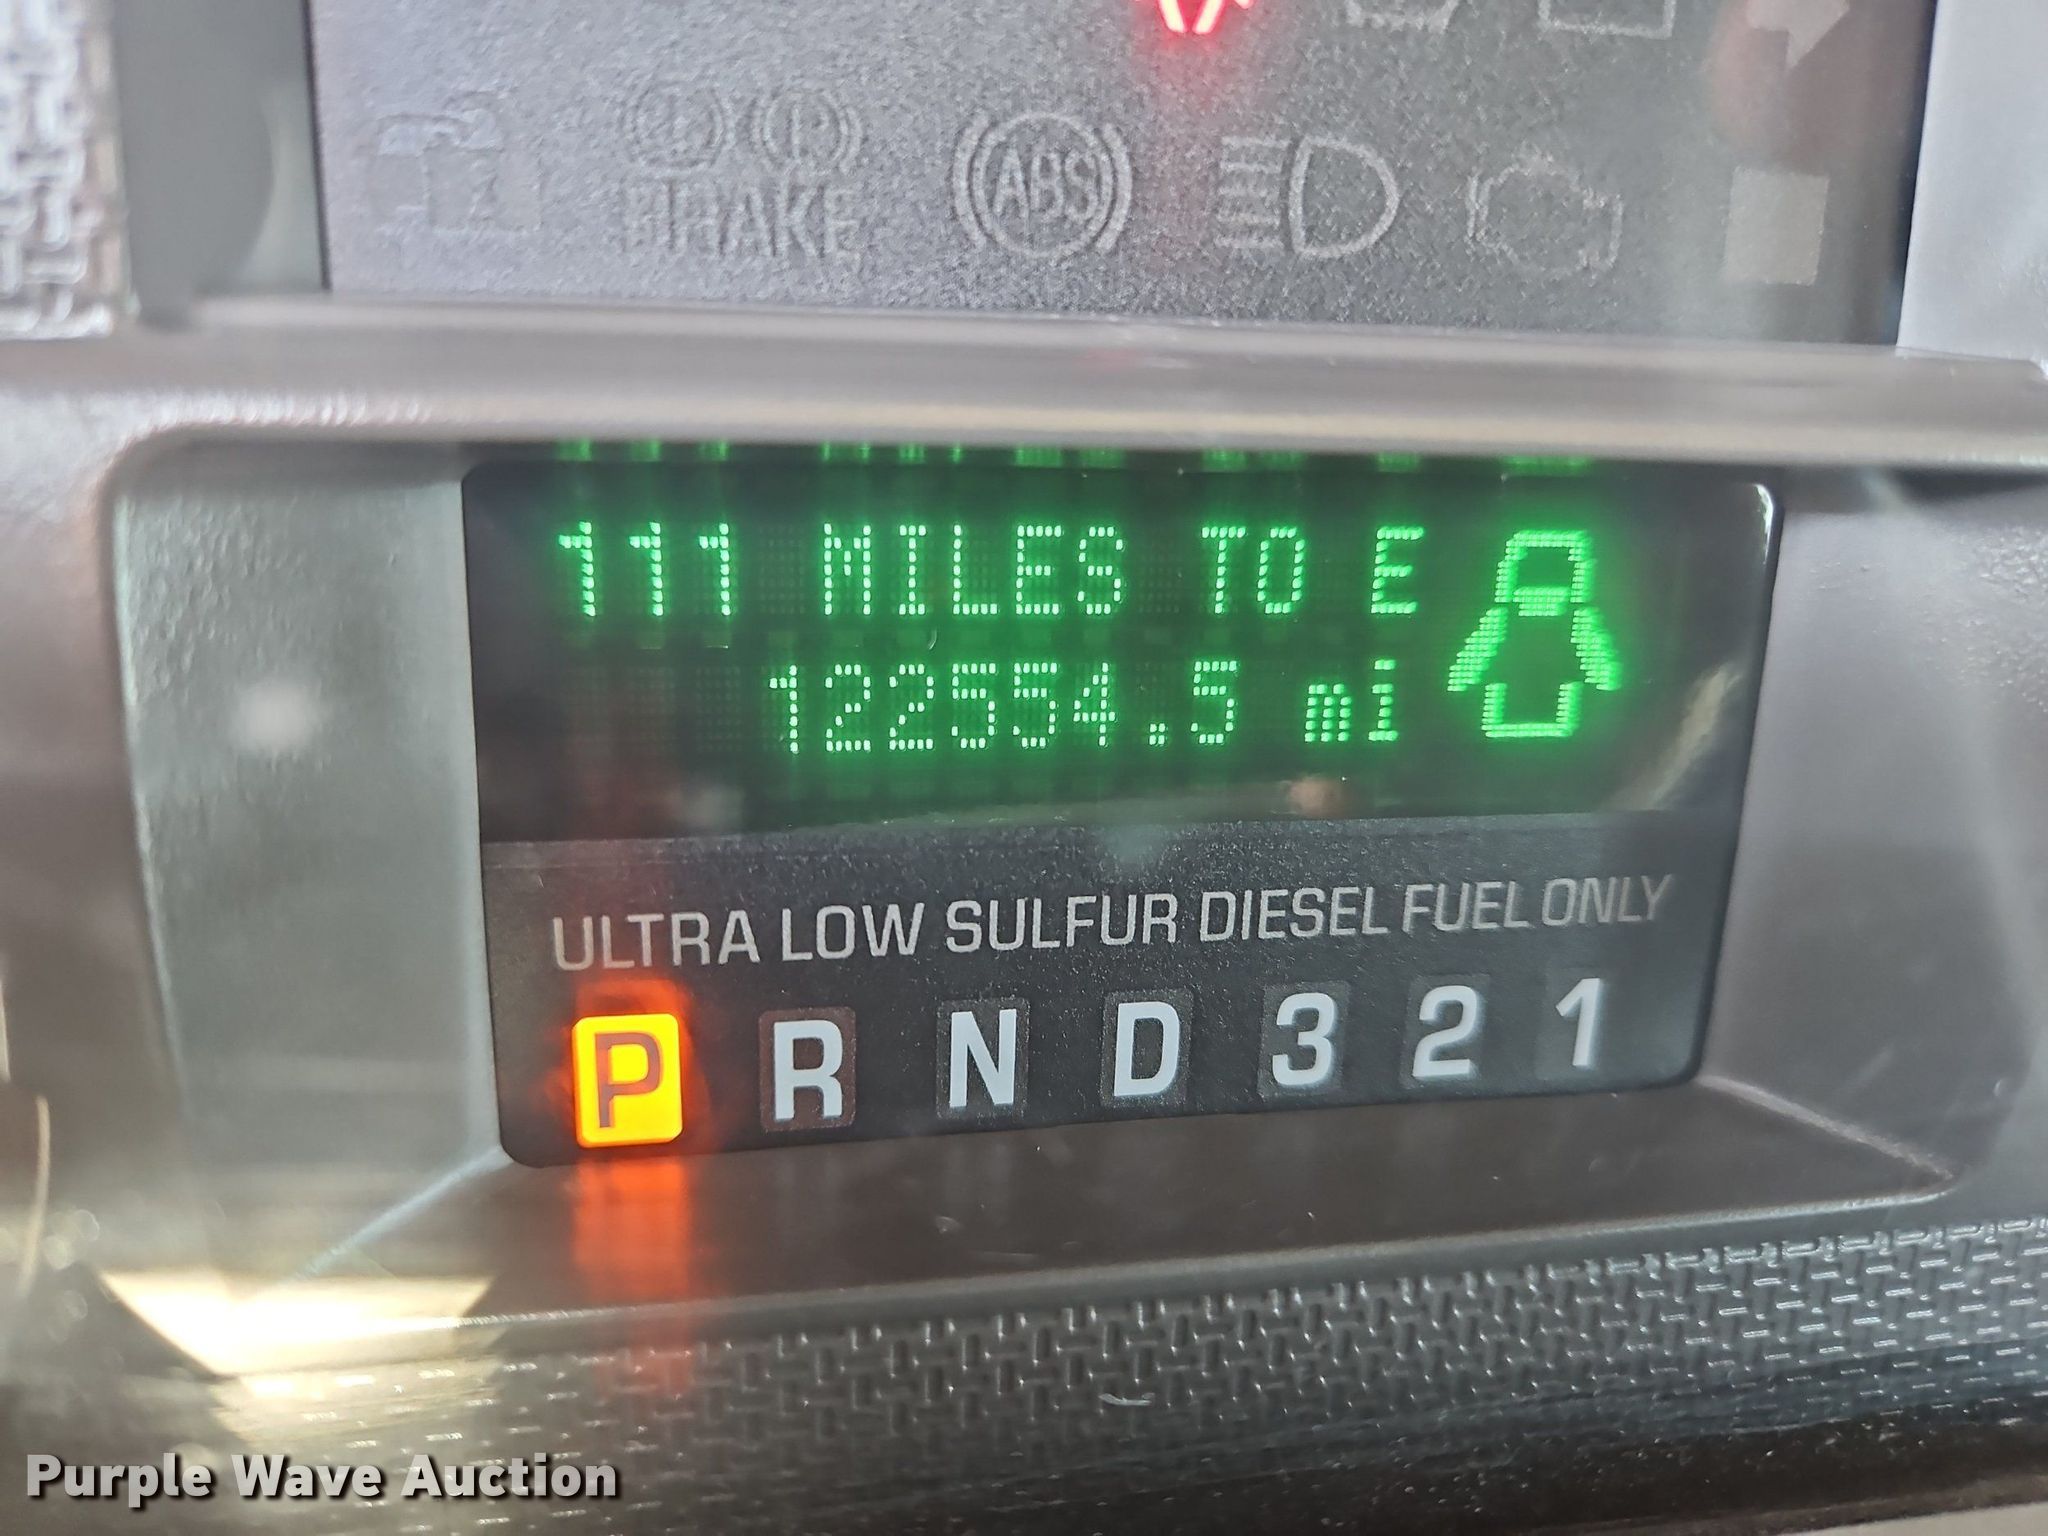 BRAKE
ABS
111 MILES TO E
122554.5 mi
ULTRA LOW SULFUR DIESEL FUEL ONLY
P R N D 3 2 1
Purple Wave Auction